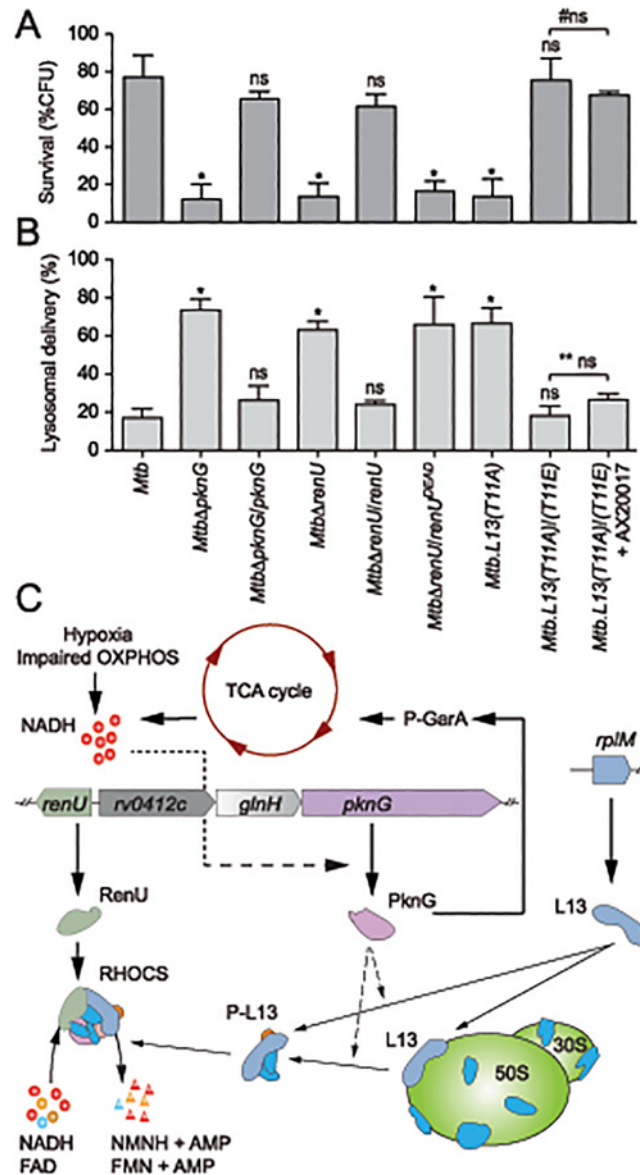 A
Survival (%CFU)
100
80
60
40
20
0
*
ns
*
ns
*
*
ns
#ns
B
Lysosomal delivery (%)
100
80
60
40
20
0
*
ns
*
ns
*
*
ns
** ns
Mtb
MtbΔpknG
MtbΔpknG/pknG
MtbΔrenU
MtbΔrenU/renU
MtbΔrenU/renU^DEAD
Mtb.L13(T11A)
Mtb.L13(T11A)/(T11E)
Mtb.L13(T11A)/(T11E)
+ AX20017
C
Hypoxia
Impaired OXPHOS
NADH
TCA cycle
P-GarA
rplM
renU
rv0412c
glnH
pknG
RenU
PknG
L13
RHOCS
P-L13
L13
30S
50S
NADH
FAD
NMNH + AMP
FMN + AMP